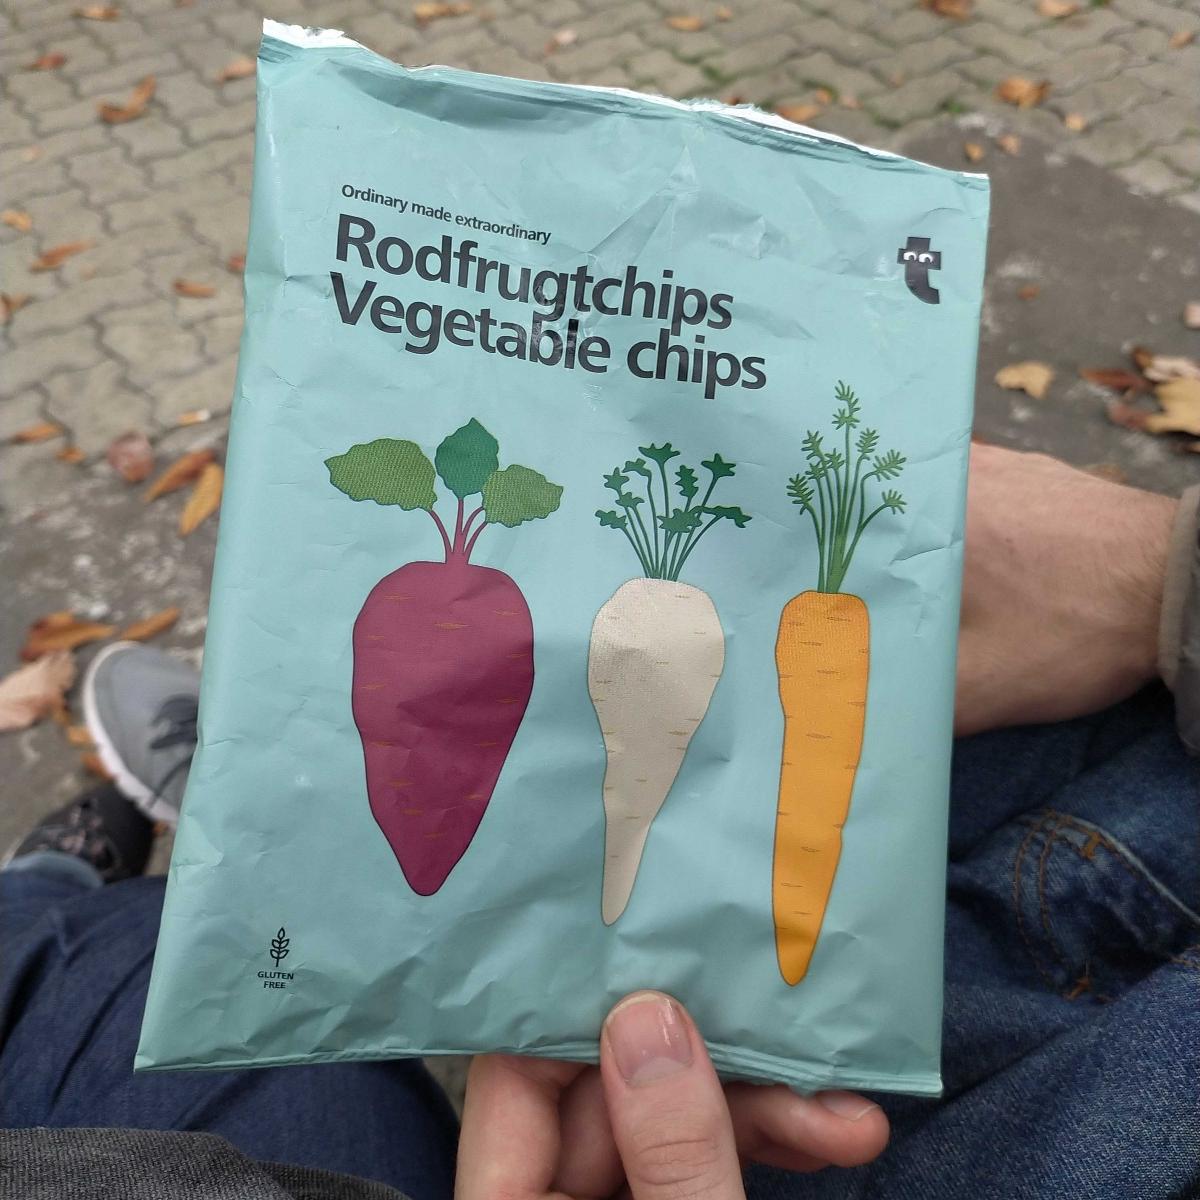 Ordinary made extraordinary
Rodfrugtchips
Vegetable chips
t
GLUTEN
FREE